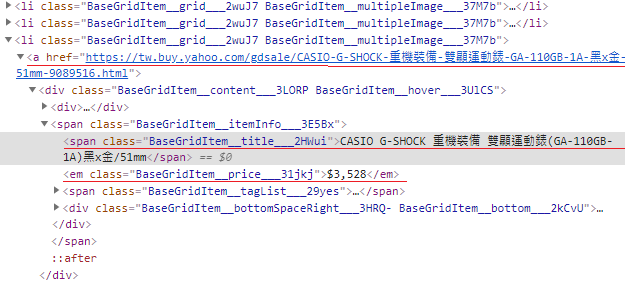 ▶<li class="BaseGridItem__grid___2wuJ7 BaseGridItem__multipleImage___37M7b">…</li>
▶<li class="BaseGridItem__grid___2wuJ7 BaseGridItem__multipleImage___37M7b">…</li>
▼<li class="BaseGridItem__grid___2wuJ7 BaseGridItem__multipleImage___37M7b">
▼<a href="https://tw.buy.yahoo.com/gdsale/CASIO-G-SHOCK-重機裝備-雙顯運動錶-GA-110GB-1A-黑x金-
51mm-9089516.html">
▼<div class="BaseGridItem__content___3LORP BaseGridItem__hover___3UlCS">
▶<div>…</div>
▼<span class="BaseGridItem__itemInfo___3E5Bx">
<span class="BaseGridItem__title___2HWui">CASIO G-SHOCK 重機裝備 雙顯運動錶(GA-110GB-
1A)黑x金/51mm</span> == $0
<em class="BaseGridItem__price___31jkj">$3,528</em>
▶<span class="BaseGridItem__tagList___29yes">…</span>
▶<div class="BaseGridItem__bottomSpaceRight___3HRQ- BaseGridItem__bottom___2kCvU">…
</div>
</span>
::after
</div>